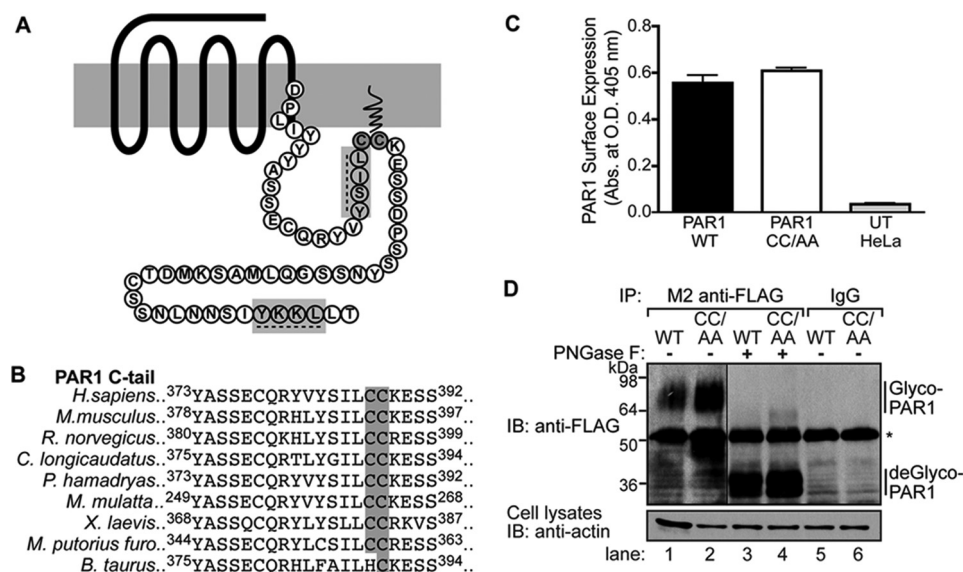 A
D
P
L I Y
Y
Y
A
S
S
E C Q R Y V
Y
S
I
L
C C K
E
S
S
D
P
S
S
T D M K S A M L Q G S S N Y
C
S
S N L N N S I Y K K L L T
B PAR1 C-tail
H.sapiens..373YASSECQRYVYSILCCKESS392..
M.musculus..378YASSECQKHLYSILCCKESS397..
R. norvegicus..380YASSECQKHLYSILCCRESS399..
C. longicaudatus..375YASSECQRTLYGILCCKESS394..
P. hamadryas..373YASSECQRYVYSILCCKESS392..
M. mulatta..249YASSECQRYVYSILCCKESS268..
X. laevis..368YASSQCQRYLYSLLCCRKVS387..
M. putorius furo..344YASSECQRYLCSILCCRESS363..
B. taurus..375YASSECQRHLFAILHCKESS394..
C
PAR1 Surface Expression
(Abs. at O.D. 405 nm)
0.6
0.4
0.2
0.0
PAR1 WT
PAR1 CC/AA
UT HeLa
D
IP: M2 anti-FLAG IgG
WT CC/AA WT CC/AA WT CC/AA
PNGase F: - - + + - -
kDa
98
64
50
36
IB: anti-FLAG
Glyco-PAR1
*
deGlyco-PAR1
Cell lysates
IB: anti-actin
lane: 1 2 3 4 5 6